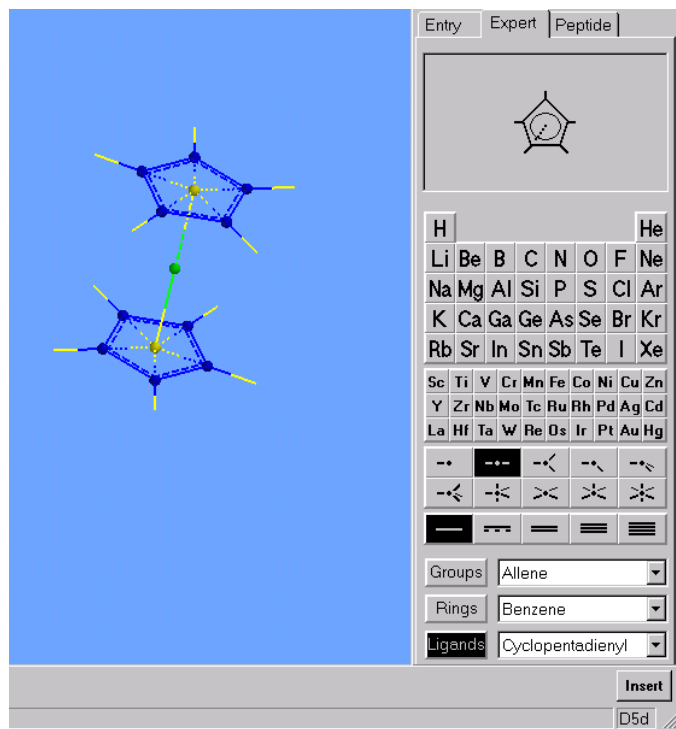 Entry Expert Peptide
H He
Li Be B C N O F Ne
Na Mg Al Si P S Cl Ar
K Ca Ga Ge As Se Br Kr
Rb Sr In Sn Sb Te I Xe
Sc Ti V Cr Mn Fe Co Ni Cu Zn
Y Zr Nb Mo Tc Ru Rh Pd Ag Cd
La Hf Ta W Re Os Ir Pt Au Hg
Groups Allene
Rings Benzene
Ligands Cyclopentadienyl
Insert
D5d